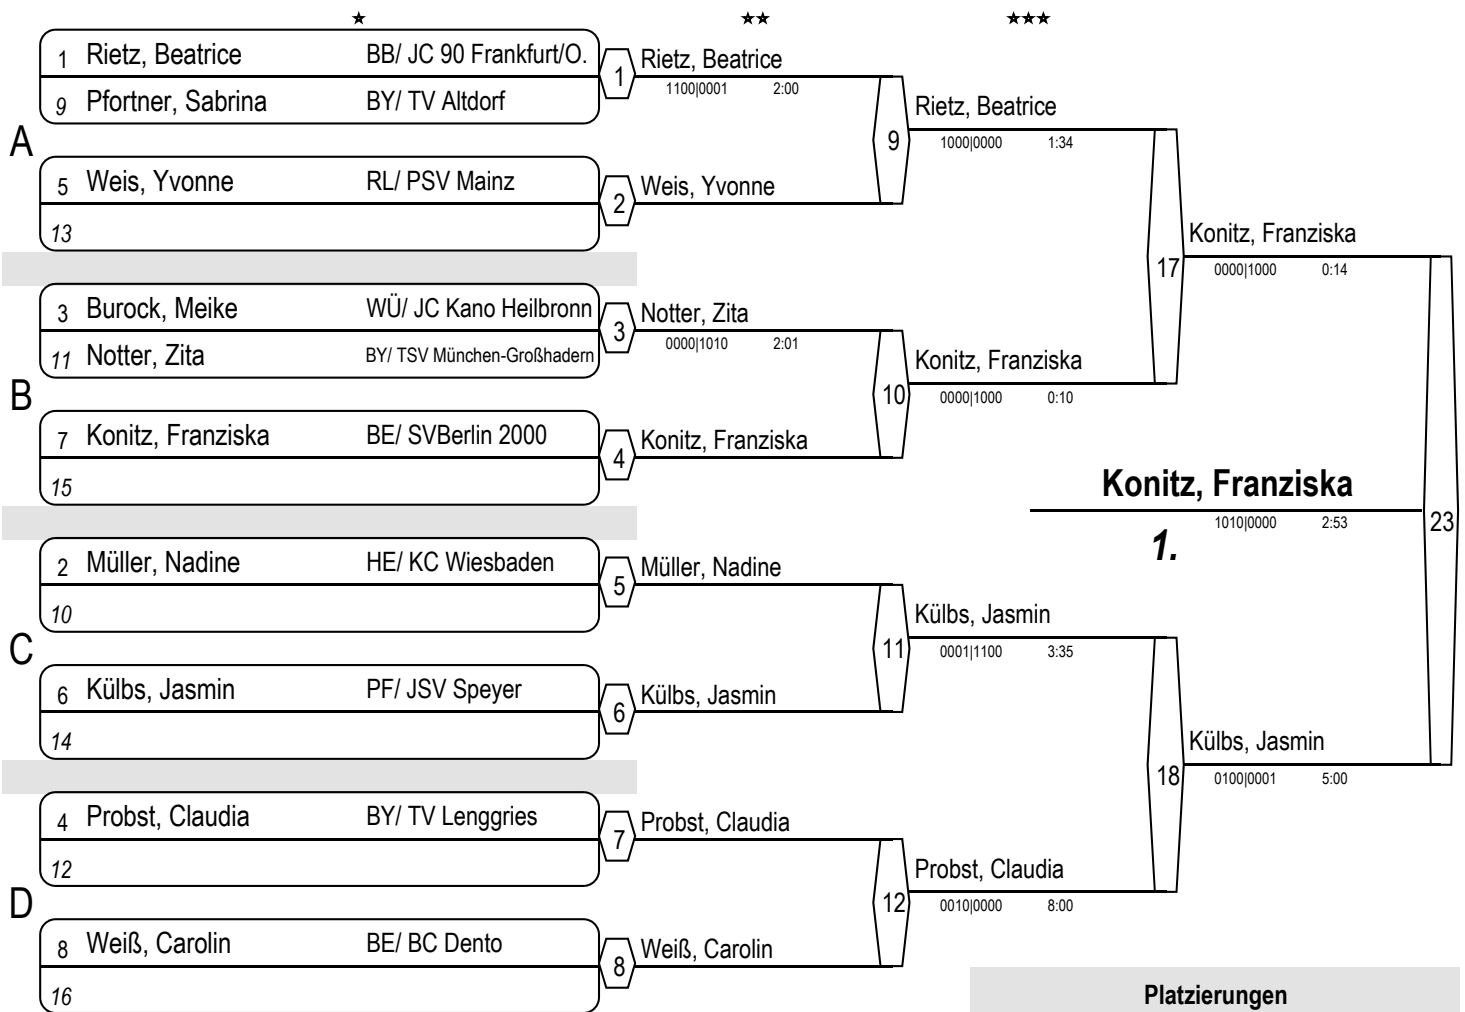 ★ ★★ ★★★
1 Rietz, Beatrice BB/ JC 90 Frankfurt/O.
9 Pfortner, Sabrina BY/ TV Altdorf
A
5 Weis, Yvonne RL/ PSV Mainz
13
3 Burock, Meike WÜ/ JC Kano Heilbronn
11 Notter, Zita BY/ TSV München-Großhadern
B
7 Konitz, Franziska BE/ SVBerlin 2000
15
2 Müller, Nadine HE/ KC Wiesbaden
10
C
6 Külbs, Jasmin PF/ JSV Speyer
14
4 Probst, Claudia BY/ TV Lenggries
12
D
8 Weiß, Carolin BE/ BC Dento
16
1 Rietz, Beatrice
1100|0001 2:00
2 Weis, Yvonne
3 Notter, Zita
0000|1010 2:01
4 Konitz, Franziska
5 Müller, Nadine
6 Külbs, Jasmin
7 Probst, Claudia
8 Weiß, Carolin
9 Rietz, Beatrice
1000|0000 1:34
10 Konitz, Franziska
0000|1000 0:10
11 Külbs, Jasmin
0001|1100 3:35
12 Probst, Claudia
0010|0000 8:00
17 Konitz, Franziska
0000|1000 0:14
18 Külbs, Jasmin
0100|0001 5:00
23 Konitz, Franziska
1010|0000 2:53
1.
Platzierungen